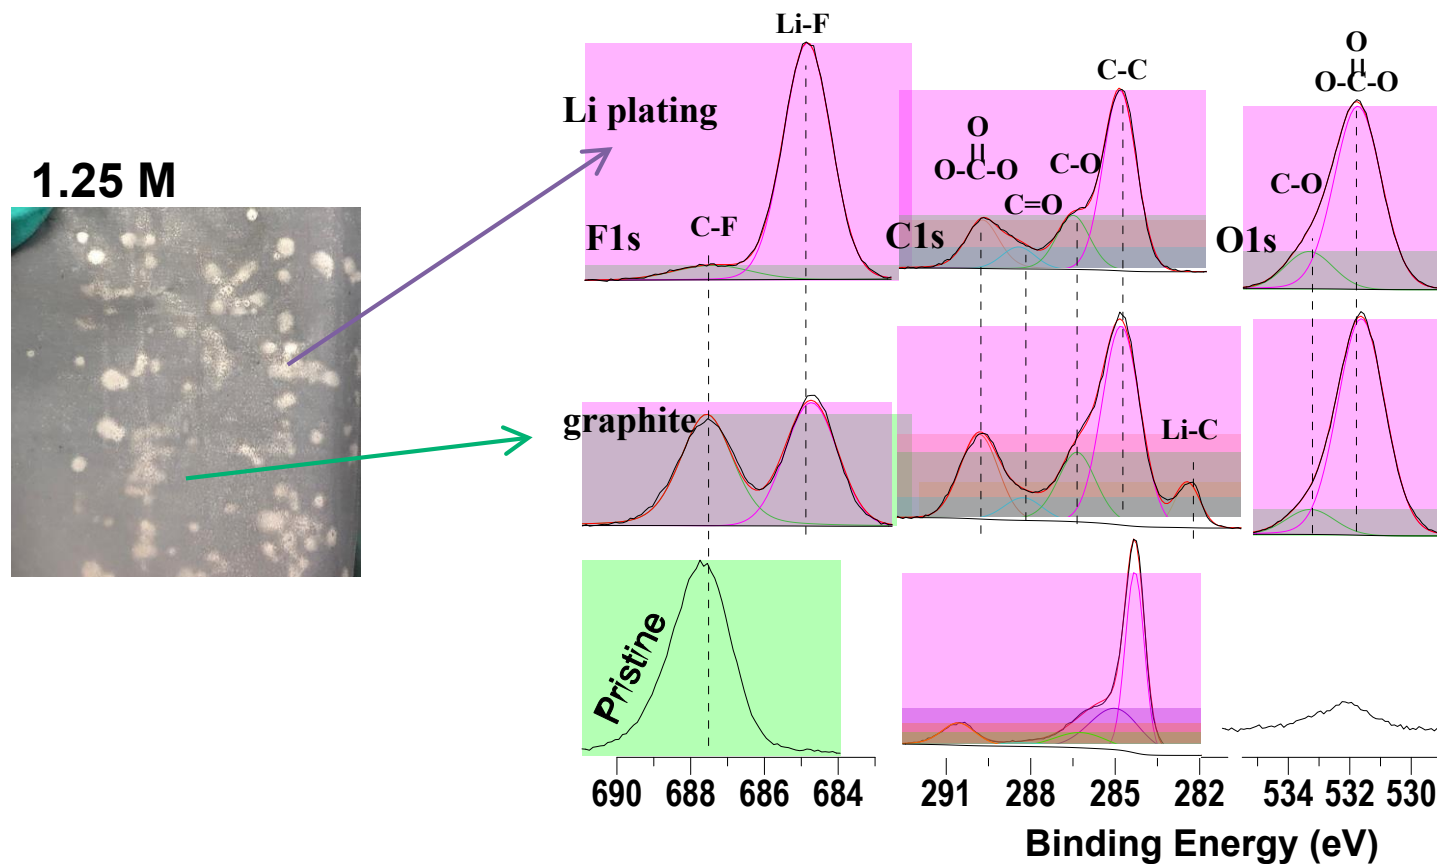 1.25 M
Li plating
graphite
Pristine
F1s
C-F
Li-F
C1s
O
O-C-O
C=O
C-O
C-C
Li-C
O1s
C-O
O
O-C-O
690 688 686 684
291 288 285 282
534 532 530
Binding Energy (eV)